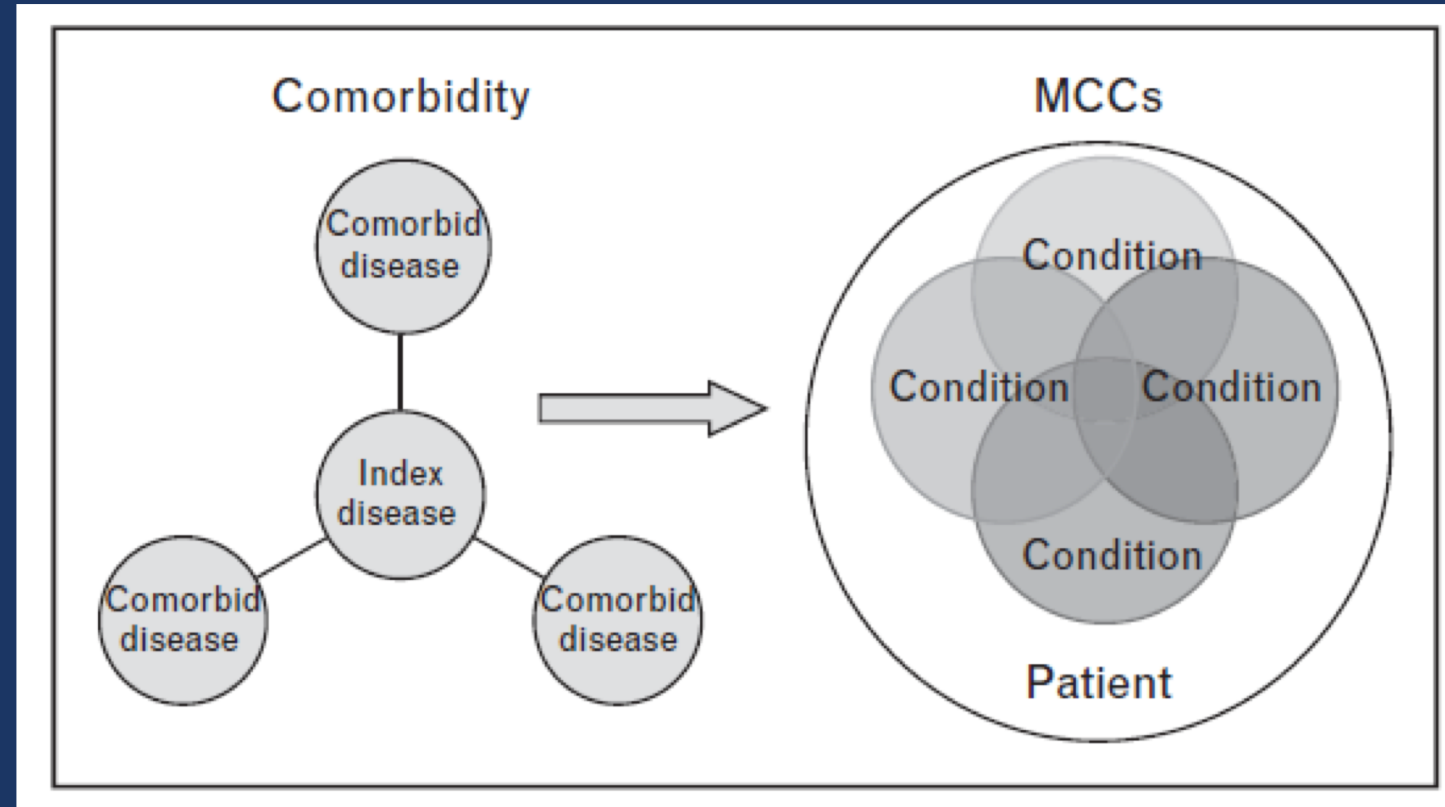 Comorbidity
Comorbid
disease
Index
disease
Comorbid
disease
Comorbid
disease
MCCs
Condition
Condition
Condition
Condition
Patient